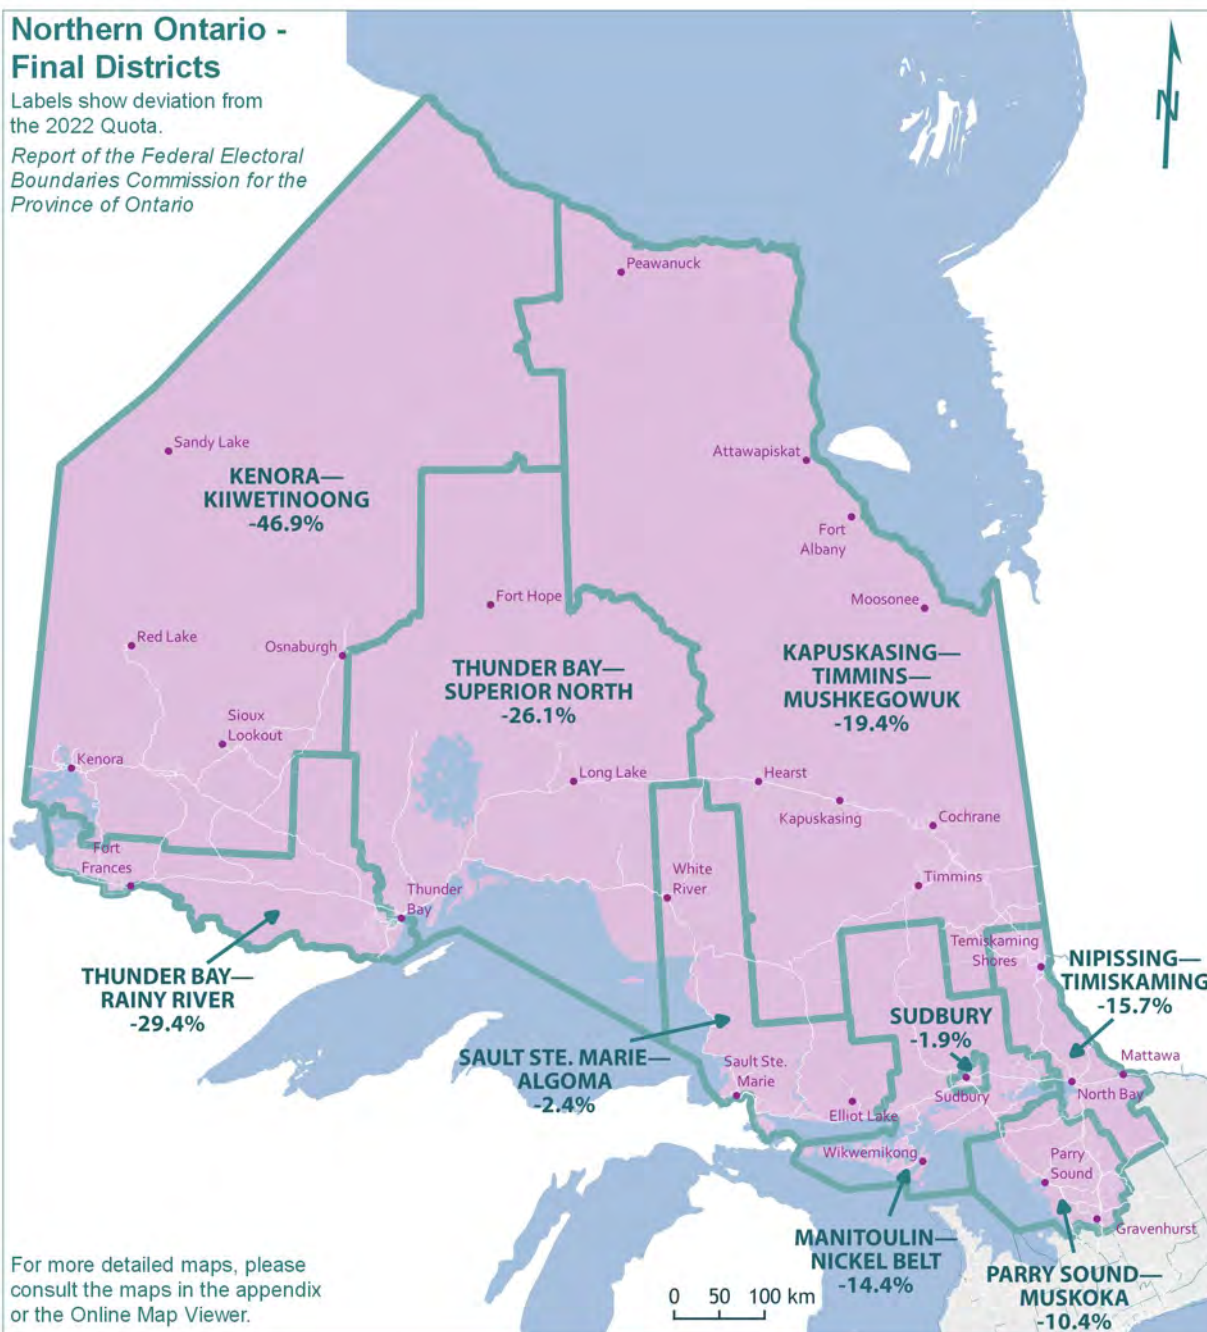 Northern Ontario -
Final Districts
Labels show deviation from
the 2022 Quota.
Report of the Federal Electoral
Boundaries Commission for the
Province of Ontario
N
Peawanuck
Sandy Lake
Attawapiskat
KENORA—
KIIWETINOONG
-46.9%
Fort
Albany
Fort Hope
Moosonee
Red Lake
Osnaburgh
KAPUSKASING—
TIMMINS—
MUSHKEGOWUK
-19.4%
THUNDER BAY—
SUPERIOR NORTH
-26.1%
Sioux
Lookout
Kenora
Long Lake
Hearst
Kapuskasing
Cochrane
Fort
Frances
White
River
Timmins
Thunder
Bay
Temiskaming
Shores
NIPISSING—
TIMISKAMING
-15.7%
THUNDER BAY—
RAINY RIVER
-29.4%
SUDBURY
-1.9%
SAULT STE. MARIE—
ALGOMA
-2.4%
Sault Ste.
Marie
Mattawa
Elliot Lake
Sudbury
North Bay
Wikwemikong
Parry
Sound
Gravenhurst
MANITOULIN—
NICKEL BELT
-14.4%
PARRY SOUND—
MUSKOKA
-10.4%
For more detailed maps, please
consult the maps in the appendix
or the Online Map Viewer.
0 50 100 km